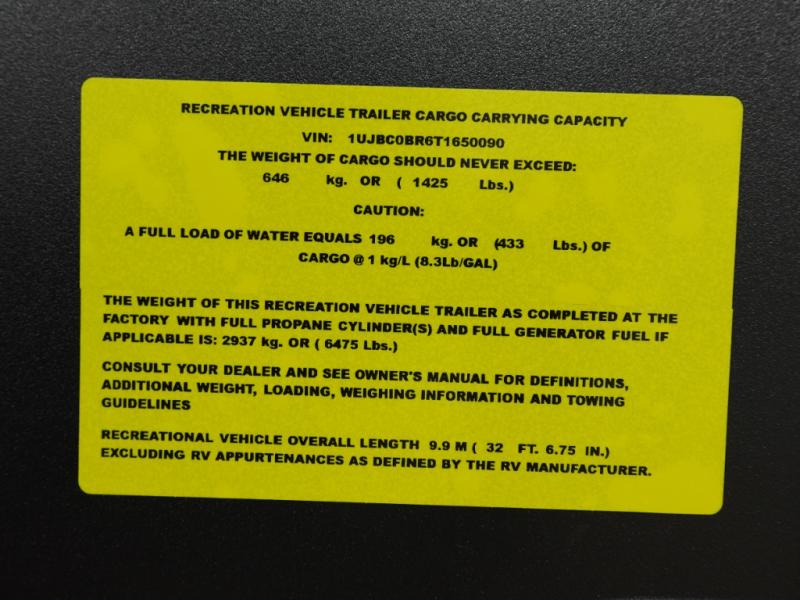 RECREATION VEHICLE TRAILER CARGO CARRYING CAPACITY
VIN: 1UJBC0BR6T1650090
THE WEIGHT OF CARGO SHOULD NEVER EXCEED:
646 kg. OR ( 1425 Lbs.)
CAUTION:
A FULL LOAD OF WATER EQUALS 196 kg. OR (433 Lbs.) OF
CARGO @ 1 kg/L (8.3Lb/GAL)
THE WEIGHT OF THIS RECREATION VEHICLE TRAILER AS COMPLETED AT THE
FACTORY WITH FULL PROPANE CYLINDER(S) AND FULL GENERATOR FUEL IF
APPLICABLE IS: 2937 kg. OR ( 6475 Lbs.)
CONSULT YOUR DEALER AND SEE OWNER'S MANUAL FOR DEFINITIONS,
ADDITIONAL WEIGHT, LOADING, WEIGHING INFORMATION AND TOWING
GUIDELINES
RECREATIONAL VEHICLE OVERALL LENGTH 9.9 M ( 32 FT. 6.75 IN.)
EXCLUDING RV APPURTENANCES AS DEFINED BY THE RV MANUFACTURER.